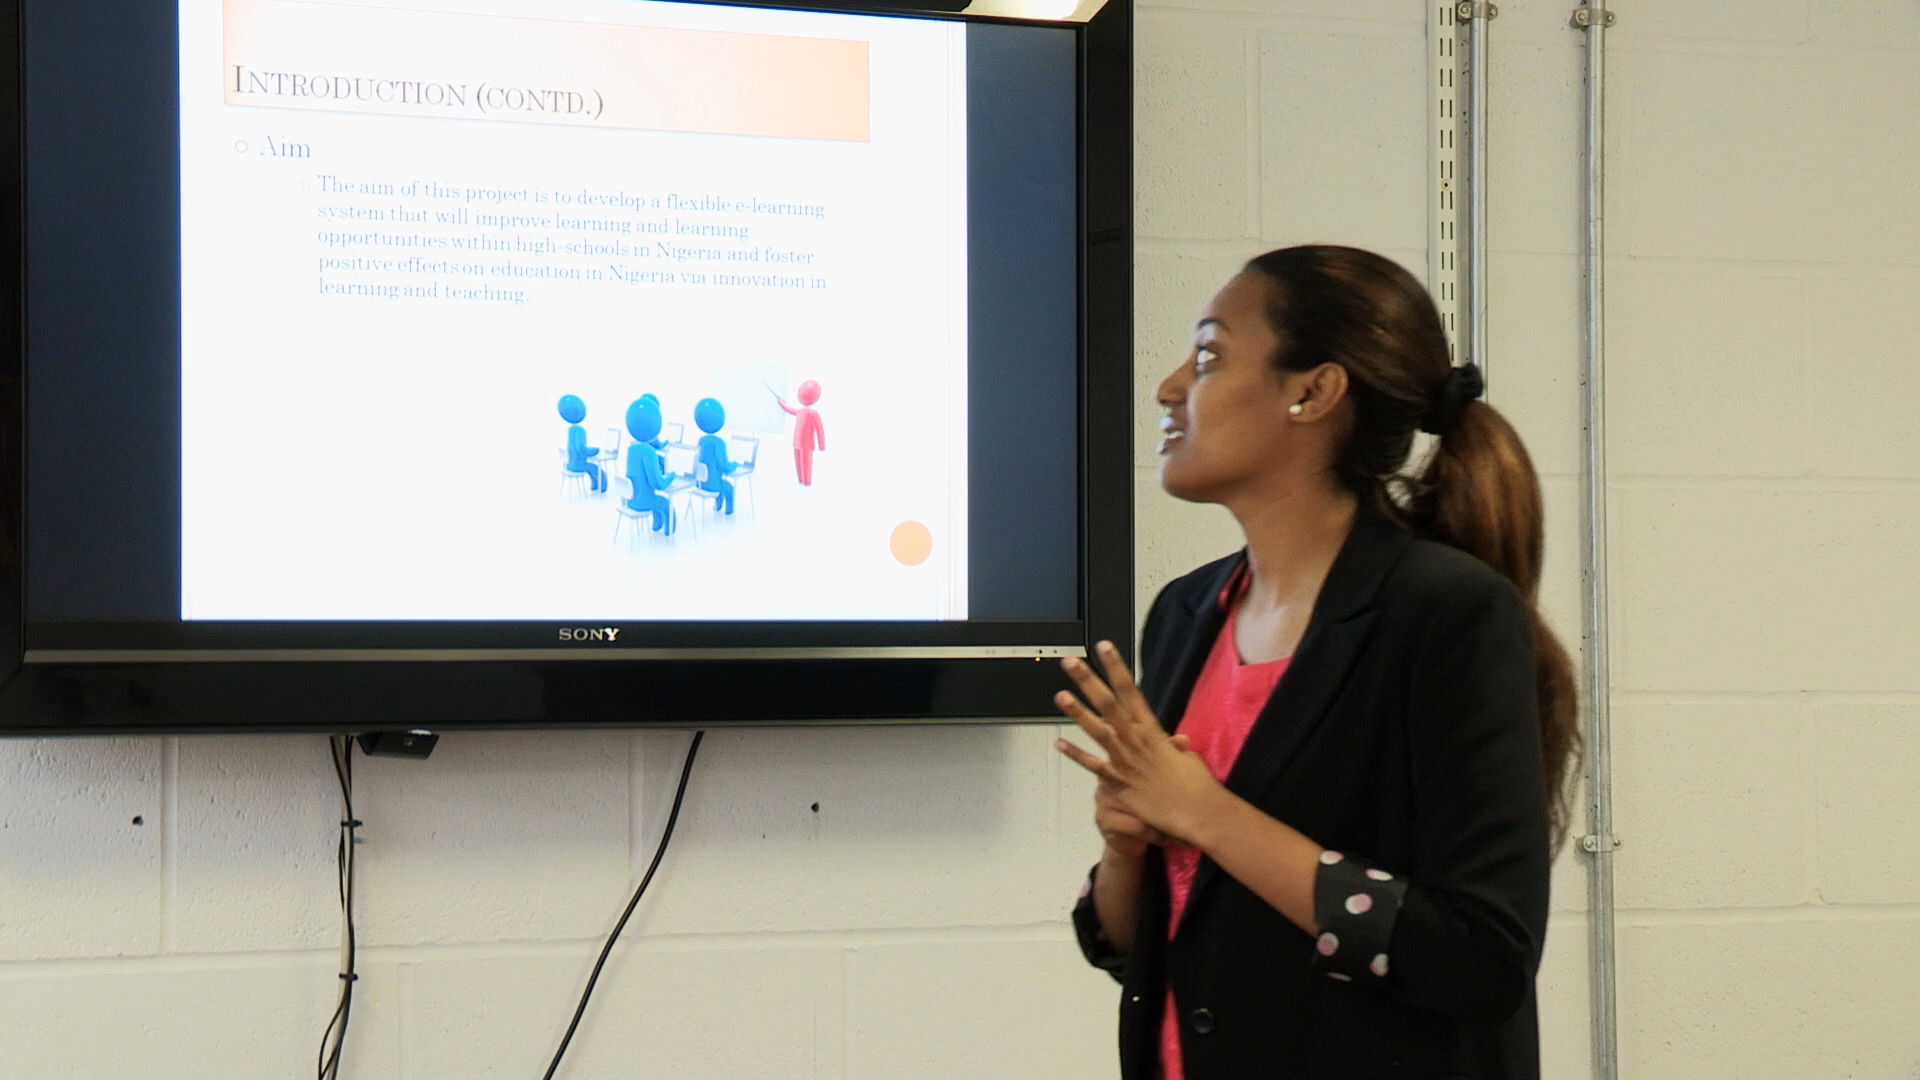 INTRODUCTION (CONTD.)
Aim
The aim of this project is to develop a flexible e-learning
system that will improve learning and learning
opportunities within high-schools in Nigeria and foster
positive effects on education in Nigeria via innovation in
learning and teaching.
SONY